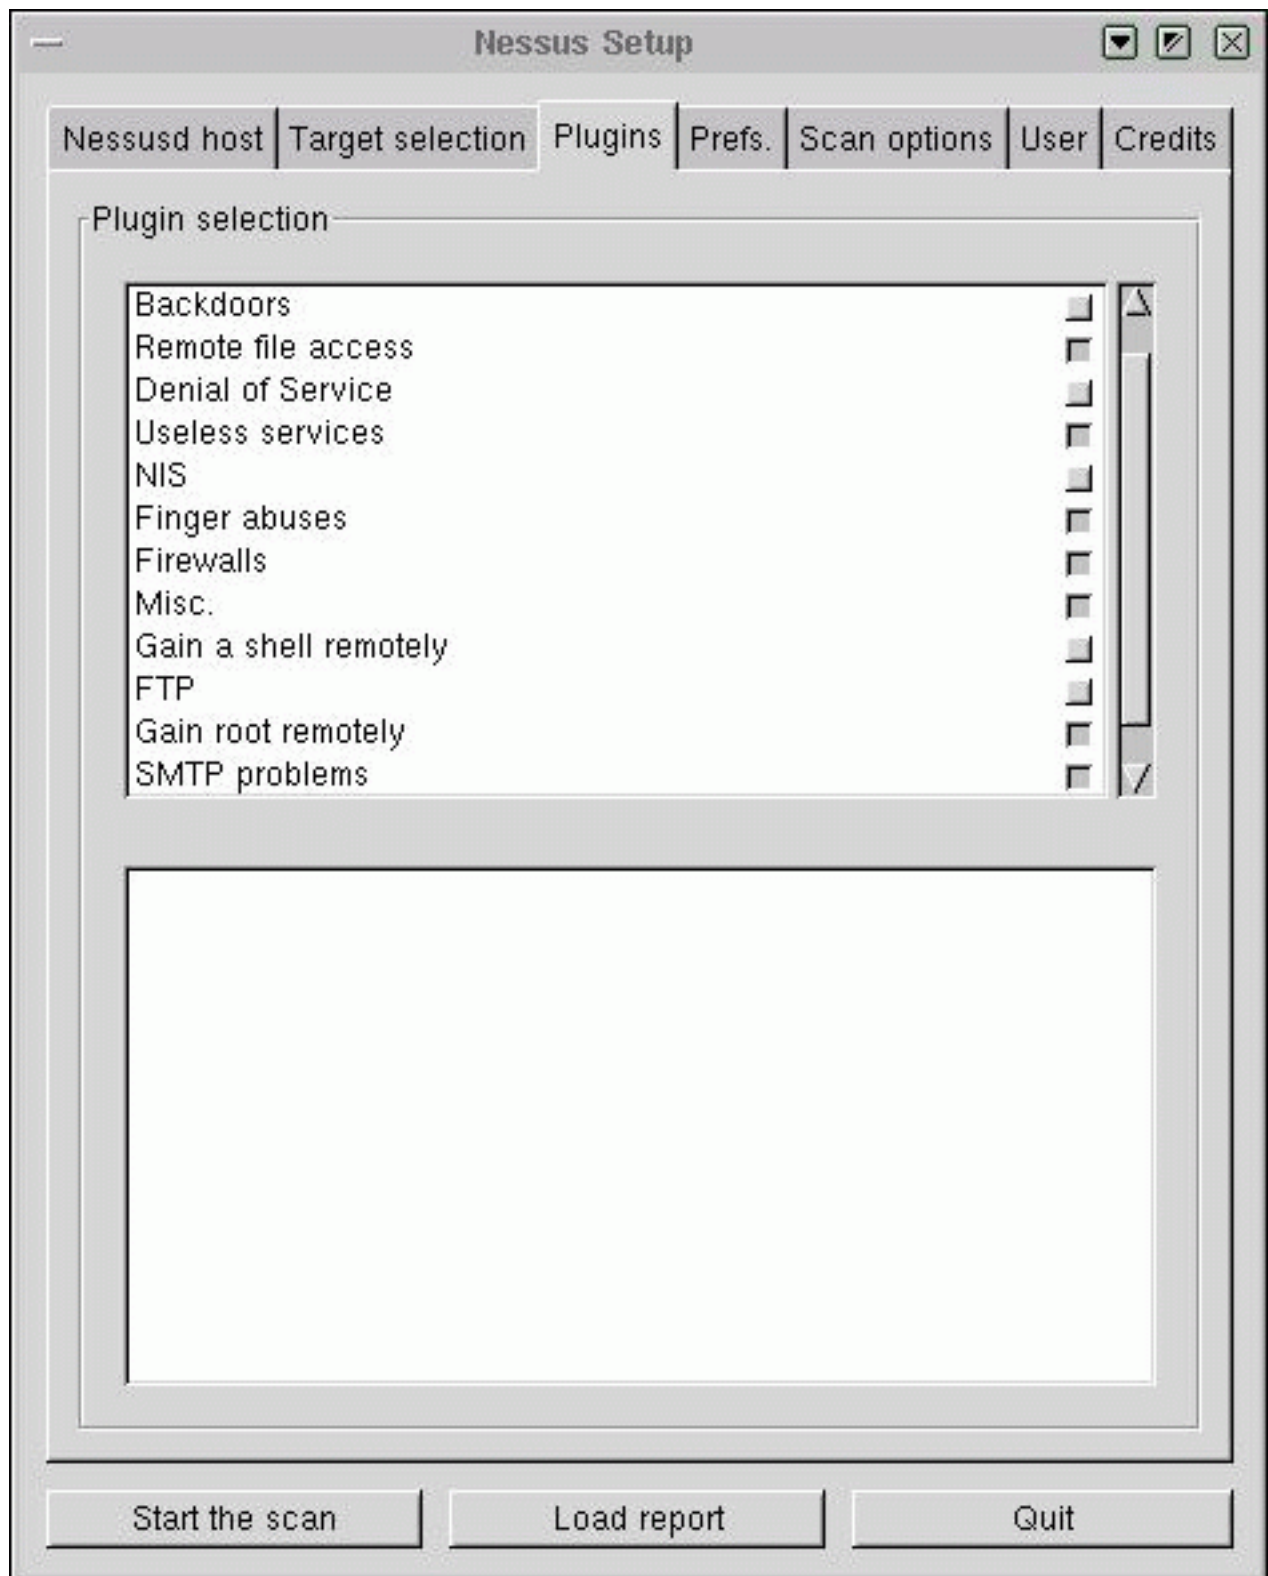 Nessus Setup
Nessusd host Target selection Plugins Prefs. Scan options User Credits
Plugin selection
Backdoors
Remote file access
Denial of Service
Useless services
NIS
Finger abuses
Firewalls
Misc.
Gain a shell remotely
FTP
Gain root remotely
SMTP problems
Start the scan Load report Quit